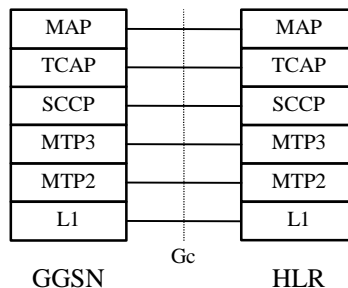 MAP MAP
TCAP TCAP
SCCP SCCP
MTP3 MTP3
MTP2 MTP2
L1 L1
Gc
GGSN HLR